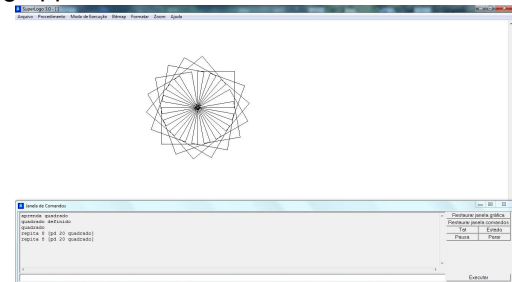 SuperLogo 3.0 - [ ]
Arquivo Procedimento Modo de Execução Bitmap Formatar Zoom Ajuda
Janela de Comandos
aprenda quadrado
quadrado definido
quadrado
repita 8 [pd 20 quadrado]
repita 8 [pd 20 quadrado]
Restaurar janela gráfica
Restaurar janela comandos
Tat Estado
Pausa Parar
Executar